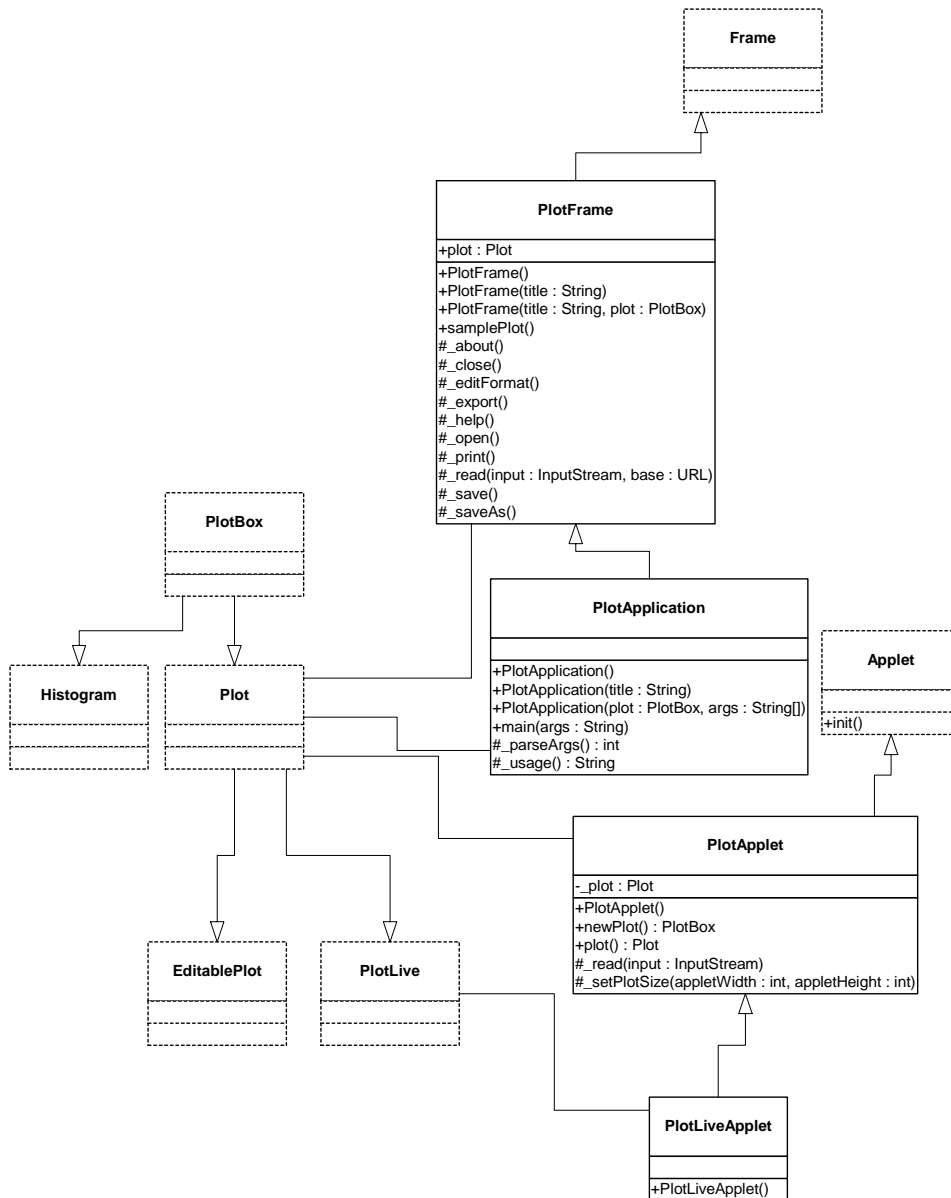 Frame
PlotFrame
+plot : Plot
+PlotFrame()
+PlotFrame(title : String)
+PlotFrame(title : String, plot : PlotBox)
+samplePlot()
#_about()
#_close()
#_editFormat()
#_export()
#_help()
#_open()
#_print()
#_read(input : InputStream, base : URL)
#_save()
#_saveAs()
PlotBox
PlotApplication
+PlotApplication()
+PlotApplication(title : String)
+PlotApplication(plot : PlotBox, args : String[])
+main(args : String)
#_parseArgs() : int
#_usage() : String
Applet
+init()
Histogram
Plot
PlotApplet
-_plot : Plot
+PlotApplet()
+newPlot() : PlotBox
+plot() : Plot
#_read(input : InputStream)
#_setPlotSize(appletWidth : int, appletHeight : int)
EditablePlot
PlotLive
PlotLiveApplet
+PlotLiveApplet()